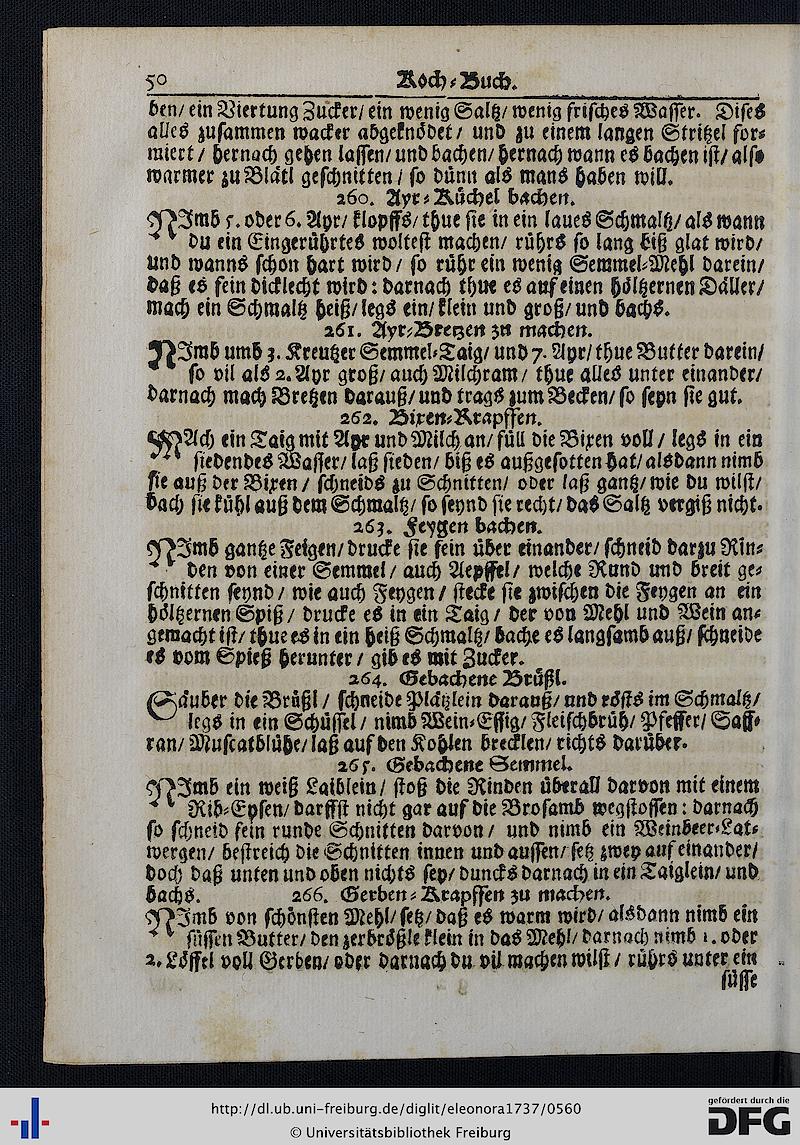 50 Koch-Buch.
ben/ ein Viertung Zucker/ ein wenig Saltz/ wenig frisches Wasser. Dises
alles zusammen wacker abgeknödet/ und zu einem langen Stritzel for-
miert/ hernach gehen lassen/ und bachen/ hernach wann es bachen ist/ also
warmer zu Blätl geschnitten/ so dünn als mans haben will.
260. Ayr-Küchel bachen.
NImb 5. oder 6. Ayr/ klopffs/ thue sie in ein laues Schmaltz/ als wann
du ein Eingerührtes woltest machen/ rührs so lang biß glat wird/
und wanns schon hart wird/ so rühr ein wenig Semmel-Mehl darein/
daß es fein dicklecht wird: darnach thue es auf einen höltzernen Däller/
mach ein Schmaltz heiß/ legs ein/ klein und groß/ und bachs.
261. Ayr-Bretzen zu machen.
NImb umb 3. Kreutzer Semmel-Taig/ und 7. Ayr/ thue Butter darein/
so vil als 2. Ayr groß/ auch Milchram/ thue alles unter einander/
darnach mach Bretzen darauß/ und trags zum Becken/ so seyn sie gut.
262. Bixen-Krapffen.
MAch ein Taig mit Ayr und Milch an/ füll die Bixen voll/ legs in ein
siedendes Wasser/ laß sieden/ biß es außgesotten hat/ alsdann nimb
sie auß der Bixen/ schneids zu Schnitten/ oder laß gantz/ wie du wilst/
bach sie kühl auß dem Schmaltz/ so seynd sie recht/ das Saltz vergiß nicht.
263. Feygen bachen.
NImb gantze Feigen/ drucke sie fein über einander/ schneid darzu Rin-
den von einer Semmel/ auch Aepffel/ welche Rund und breit ge-
schnitten seynd/ wie auch Feygen/ stecke sie zwischen die Feygen an ein
höltzernen Spiß/ drucke es in ein Taig/ der von Mehl und Wein an-
gemacht ist/ thue es in ein heiß Schmaltz/ bache es langsamb auß/ schneide
es vom Spieß herunter/ gib es mit Zucker.
264. Gebachene Brüßl.
Säuber die Brüßl/ schneide Plätzlein darauß/ und rösts im Schmaltz/
legs in ein Schüssel/ nimb Wein-Essig/ Fleischbrüh/ Pfeffer/ Saff-
ran/ Muscatblühe/ laß auf den Kohlen brecklen/ richts darüber.
265. Gebachene Semmel.
NImb ein weiß Laiblein/ stoß die Rinden überall darvon mit einem
Rib-Eysen/ darffst nicht gar auf die Brosamb wegstossen: darnach
so schneid fein runde Schnitten darvon/ und nimb ein Weinbeer-Lat-
wergen/ bestreich die Schnitten innen und aussen/ setz zwey auf einander/
doch daß unten und oben nichts sey/ duncks darnach in ein Taiglein/ und
bachs. 266. Gerben-Krapffen zu machen.
NImb von schönsten Mehl/ setz/ daß es warm wird/ alsdann nimb ein
süssen Butter/ den zerbrößle klein in das Mehl/ darnach nimb 1. oder
2. Löffel voll Gerben/ oder darnach du vil machen wilst/ rührs unter ein
süsse
http://dl.ub.uni-freiburg.de/diglit/eleonora1737/0560
© Universitätsbibliothek Freiburg
gefördert durch die
DFG